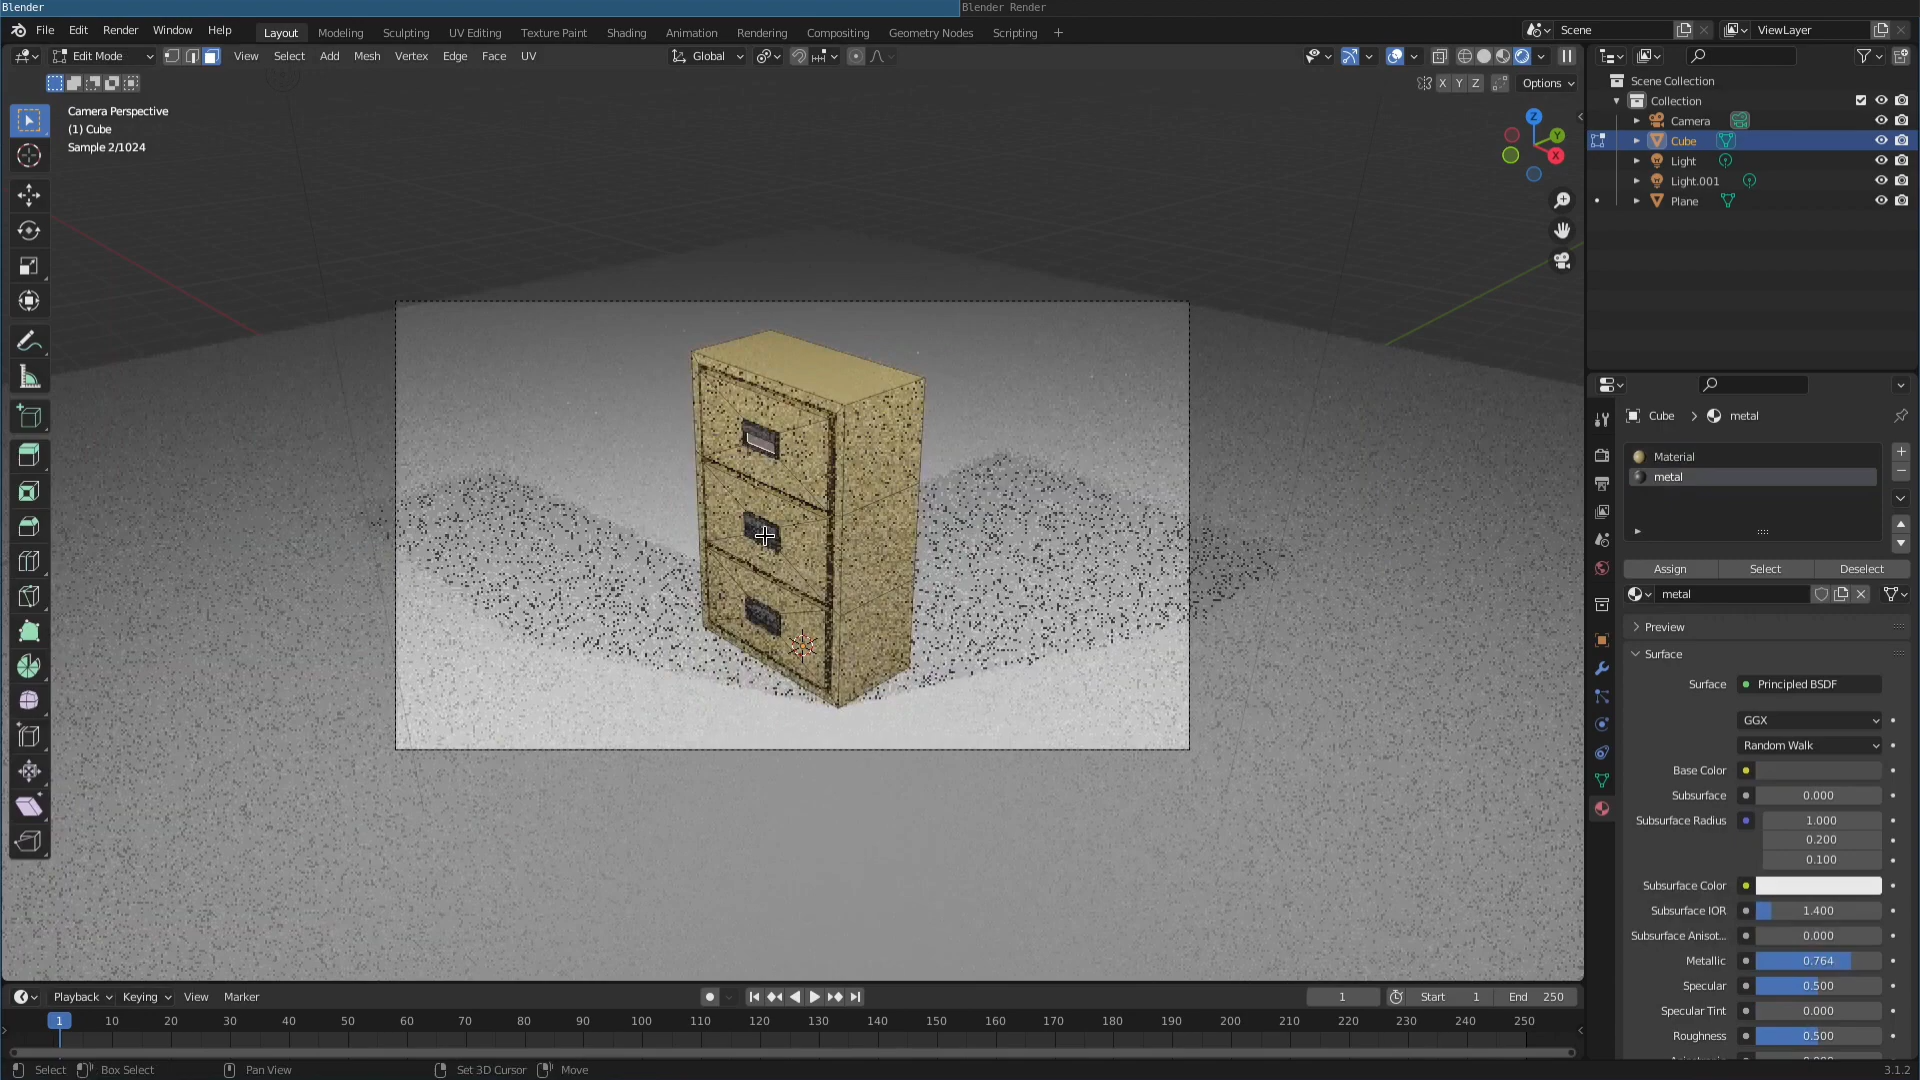 Blender
Blender Render
File Edit Render Window Help
Layout Modeling Sculpting UV Editing Texture Paint Shading Animation Rendering Compositing Geometry Nodes Scripting +
Scene
ViewLayer
Edit Mode
View Select Add Mesh Vertex Edge Face UV
Global
X Y Z
Options
Camera Perspective
(1) Cube
Sample 2/1024
Z
Y
X
Scene Collection
Collection
Camera
Cube
Light
Light.001
Plane
Cube > metal
Material
metal
Assign Select Deselect
metal
Preview
Surface
Surface Principled BSDF
GGX
Random Walk
Base Color
Subsurface 0.000
Subsurface Radius 1.000
0.200
0.100
Subsurface Color
Subsurface IOR 1.400
Subsurface Anisot... 0.000
Metallic 0.764
Specular 0.500
Specular Tint 0.000
Roughness 0.500
Playback Keying View Marker
1 Start 1 End 250
1 10 20 30 40 50 60 70 80 90 100 110 120 130 140 150 160 170 180 190 200 210 220 230 240 250
Select Box Select Pan View Set 3D Cursor Move
3.1.2